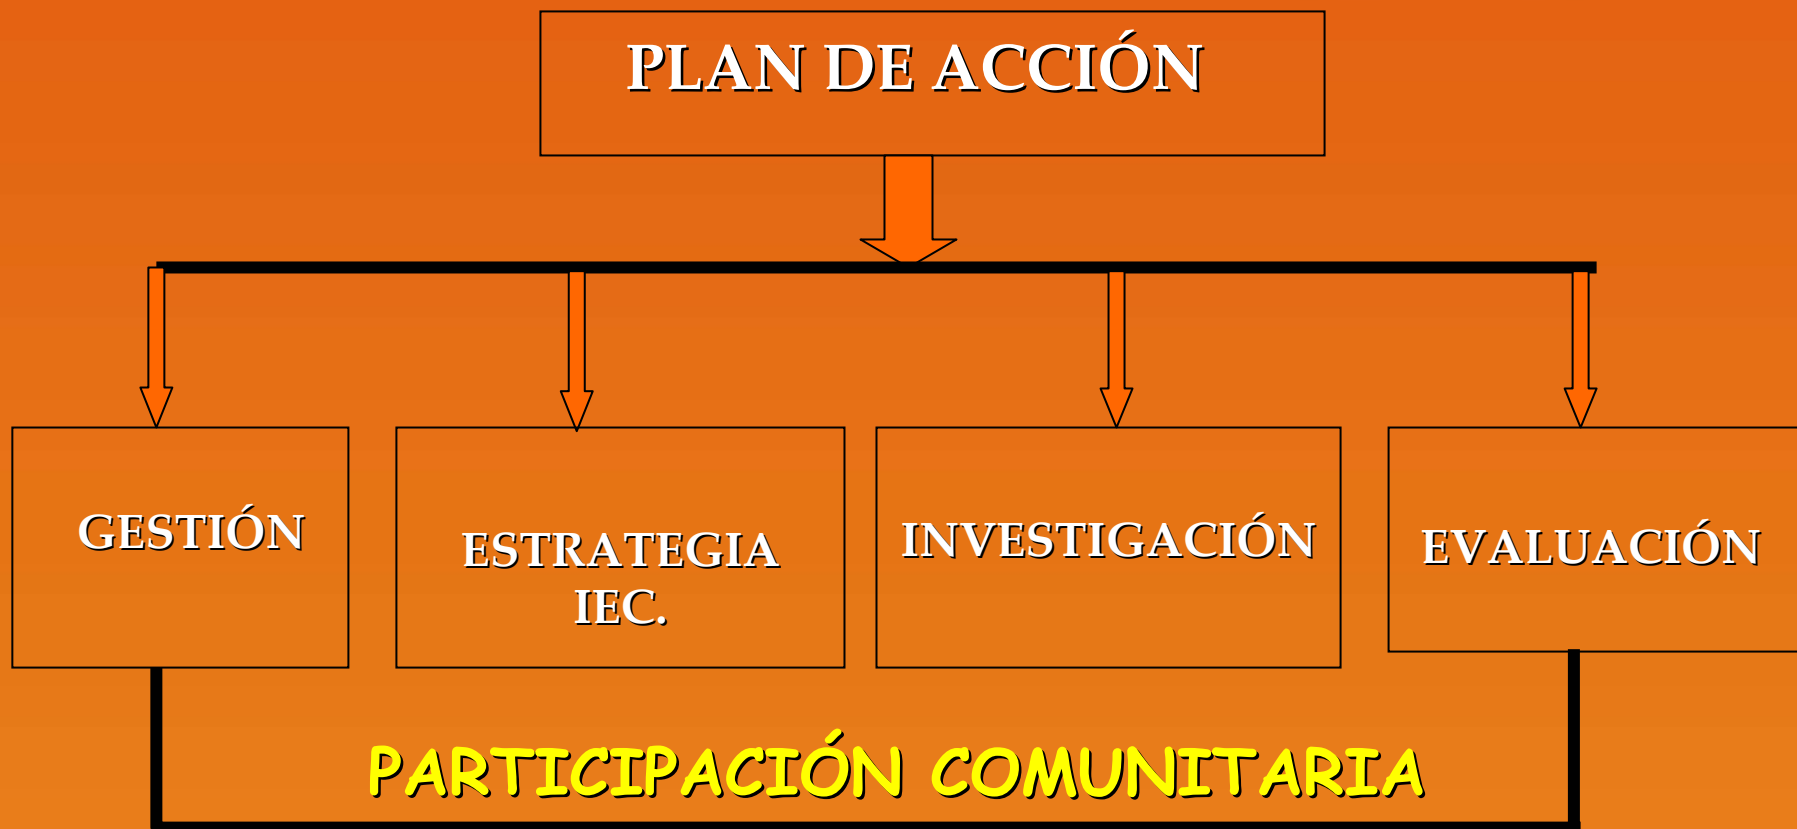 PLAN DE ACCIÓN
GESTIÓN
ESTRATEGIA
IEC.
INVESTIGACIÓN
EVALUACIÓN
PARTICIPACIÓN COMUNITARIA